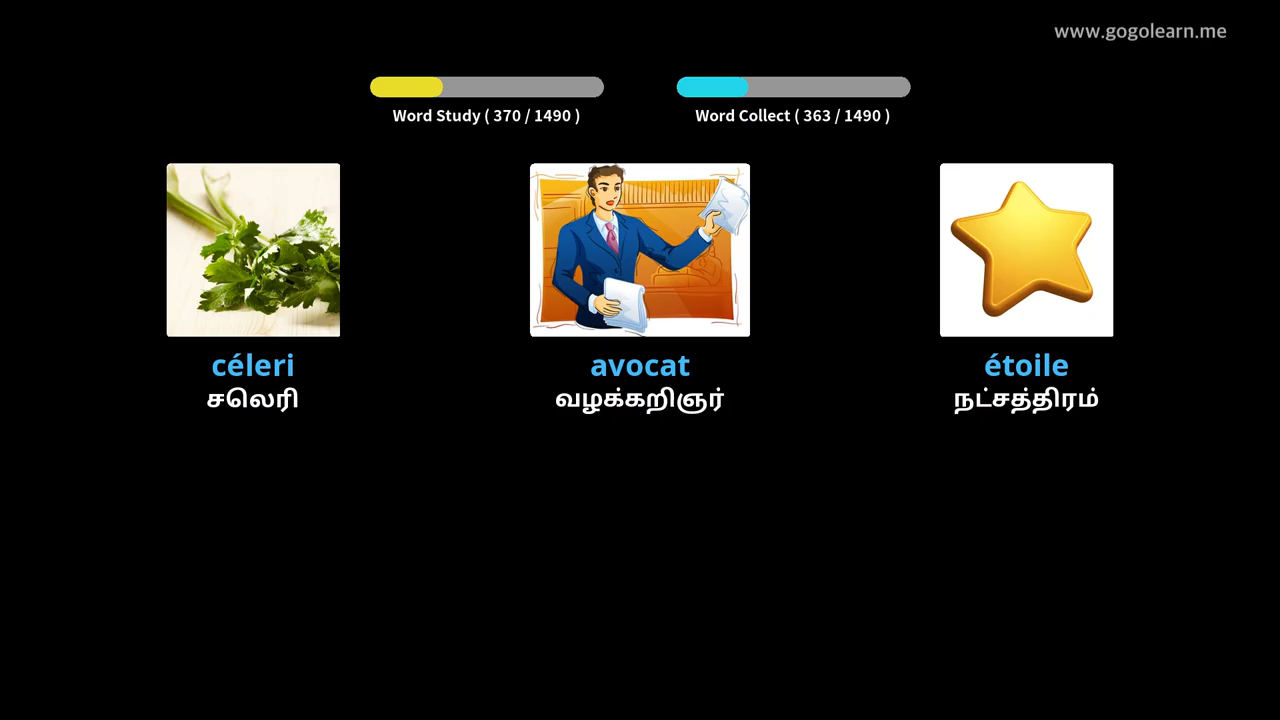 www.gogolearn.me
Word Study ( 370 / 1490 )
Word Collect ( 363 / 1490 )
céleri
சலெரி
avocat
வழக்கறிஞர்
étoile
நட்சத்திரம்